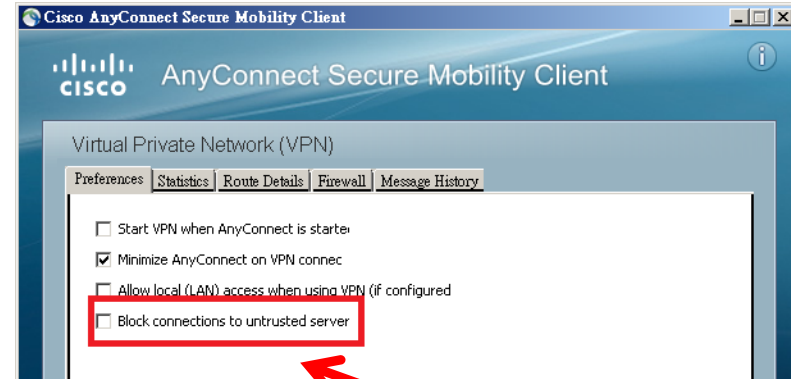 Cisco AnyConnect Secure Mobility Client
CISCO AnyConnect Secure Mobility Client
Virtual Private Network (VPN)
Preferences Statistics Route Details Firewall Message History
Start VPN when AnyConnect is starte
Minimize AnyConnect on VPN connec
Allow local (LAN) access when using VPN (if configured
Block connections to untrusted server